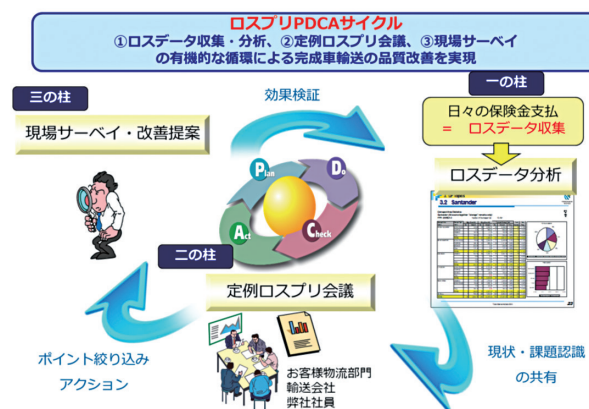 ロスプリPDCAサイクル
①ロスデータ収集・分析、②定例ロスプリ会議、③現場サーベイ
の有機的な循環による完成車輸送の品質改善を実現
三の柱
現場サーベイ・改善提案
効果検証
一の柱
日々の保険金支払
= ロスデータ収集
ロスデータ分析
3.2 Santander
Plan
Do
Check
Act
二の柱
定例ロスプリ会議
お客様物流部門
輸送会社
弊社社員
ポイント絞り込み
アクション
現状・課題認識
の共有